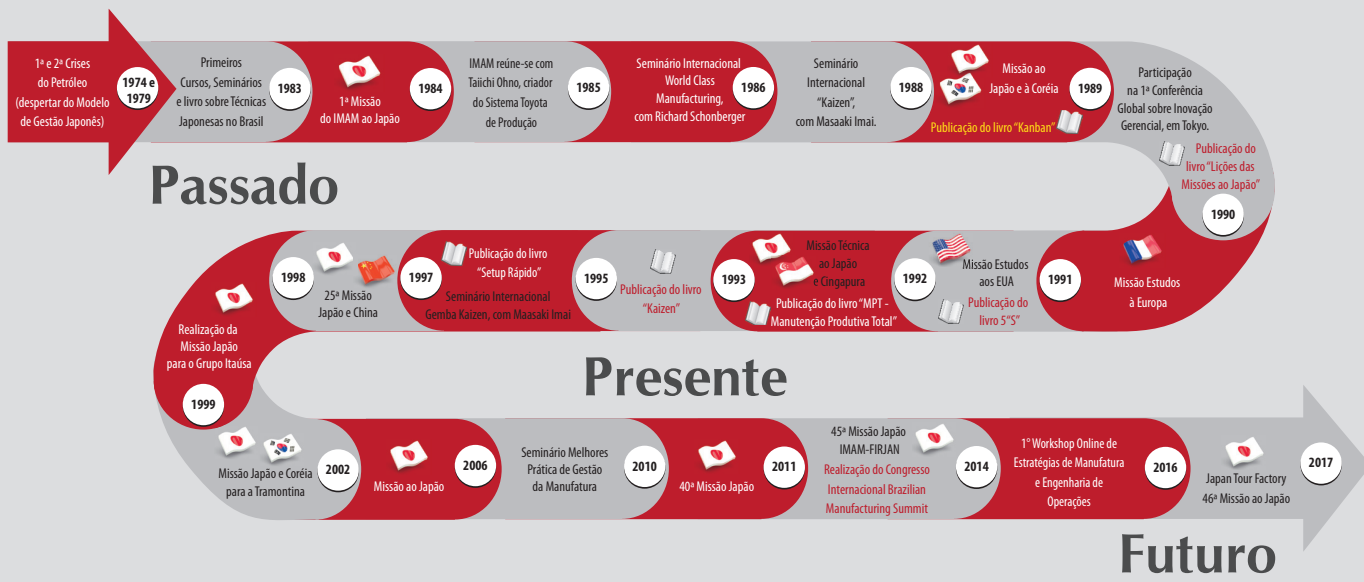 1ª e 2ª Crises
do Petróleo
(despertar do Modelo
de Gestão Japonês)
1974 e
1979
Primeiros
Cursos, Seminários
e livro sobre Técnicas
Japonesas no Brasil
1983
1ª Missão
do IMAM ao Japão
1984
IMAM reúne-se com
Taiichi Ohno, criador
do Sistema Toyota
de Produção
1985
Seminário Internacional
World Class
Manufacturing,
com Richard Schonberger
1986
Seminário
Internacional
“Kaizen”,
com Masaaki Imai.
1988
Missão ao
Japão e à Coréia
Publicação do livro “Kanban”
1989
Participação
na 1ª Conferência
Global sobre Inovação
Gerencial, em Tokyo.
Publicação do
livro “Lições das
Missões ao Japão”
1990
Passado
Missão Estudos
à Europa
1991
Missão Estudos
aos EUA
Publicação do
livro 5“S”
1992
Missão Técnica
ao Japão
e Cingapura
Publicação do livro “MPT -
Manutenção Produtiva Total”
1993
Publicação do livro
“Kaizen”
1995
Publicação do livro
“Setup Rápido”
Seminário Internacional
Gemba Kaizen, com Maasaki Imai
1997
25ª Missão
Japão e China
1998
Realização da
Missão Japão
para o Grupo Itaúsa
1999
Presente
Missão Japão e Coréia
para a Tramontina
2002
Missão ao Japão
2006
Seminário Melhores
Prática de Gestão
da Manufatura
2010
40ª Missão Japão
2011
45ª Missão Japão
IMAM-FIRJAN
Realização do Congresso
Internacional Brazilian
Manufacturing Summit
2014
1° Workshop Online de
Estratégias de Manufatura
e Engenharia de
Operações
2016
Japan Tour Factory
46ª Missão ao Japão
2017
Futuro